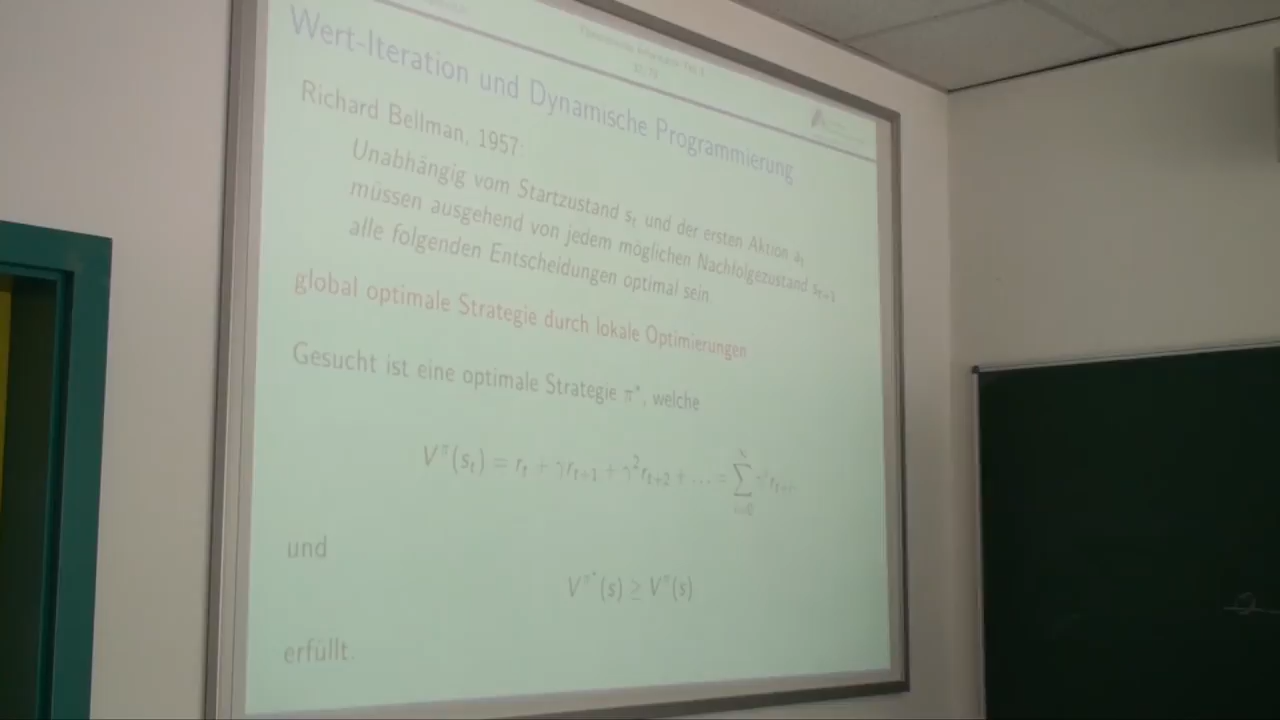 Wert-Iteration und Dynamische Programmierung
Richard Bellman, 1957:
Unabhängig vom Startzustand s_t und der ersten Aktion a_t
müssen ausgehend von jedem möglichen Nachfolgezustand s_{t+1}
alle folgenden Entscheidungen optimal sein.
global optimale Strategie durch lokale Optimierungen
Gesucht ist eine optimale Strategie π*, welche
V^π(s_t) = r_t + γr_{t+1} + γ²r_{t+2} + ... = ∑_{i=0}^∞ γ^i r_{t+i}
und
V^{π*}(s) ≥ V^π(s)
erfüllt.